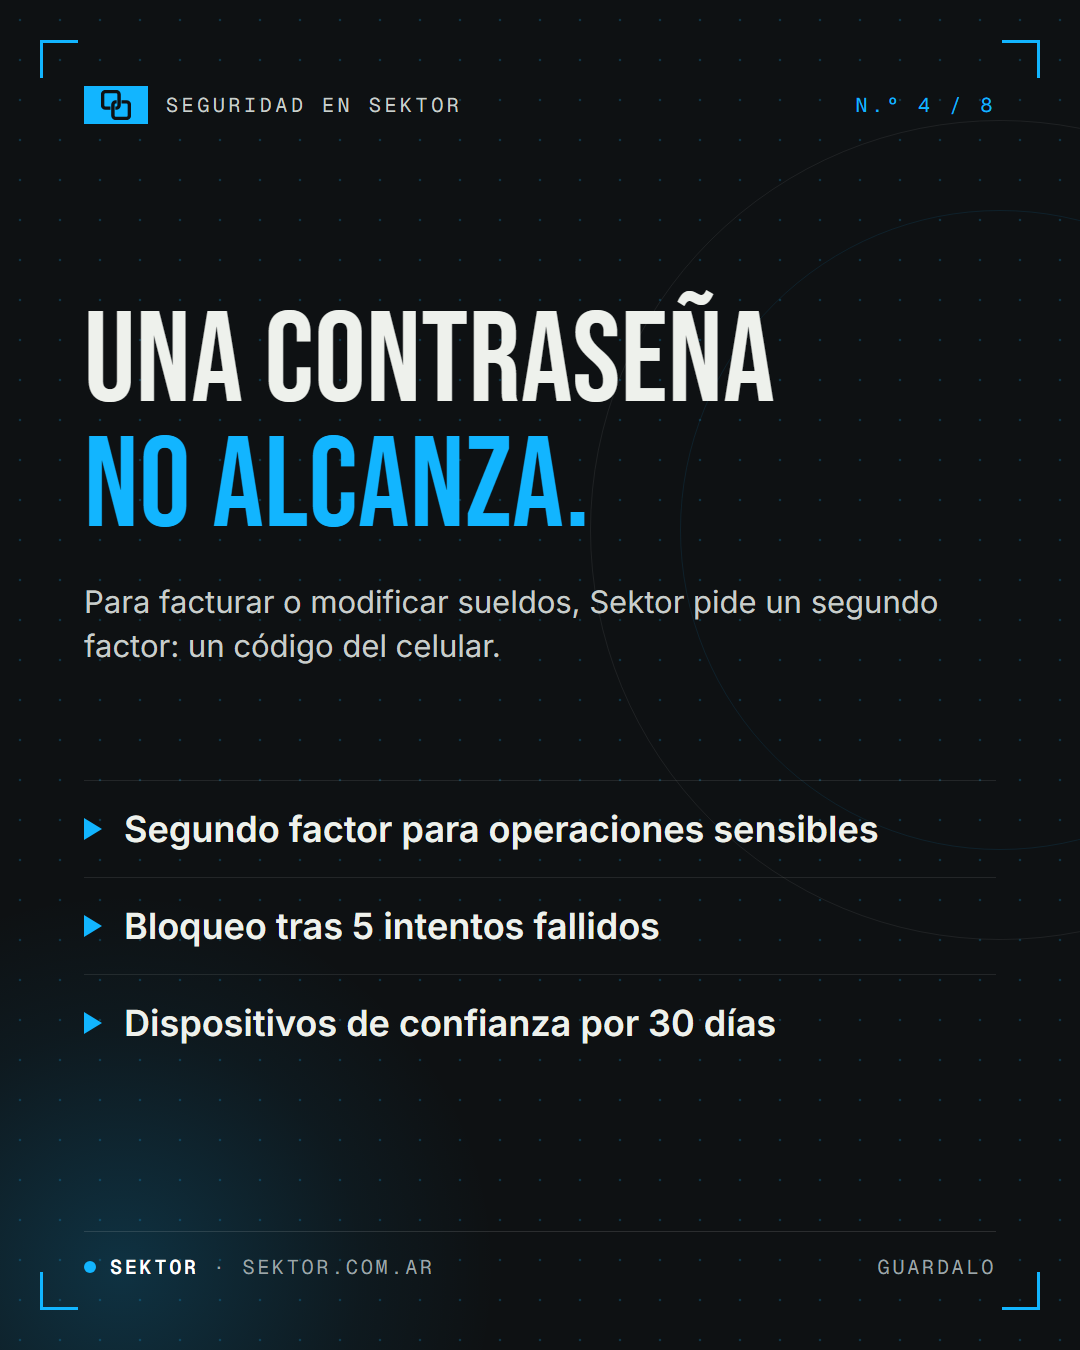 SEGURIDAD EN SEKTOR
N.º 4 / 8
UNA CONTRASEÑA
NO ALCANZA.
Para facturar o modificar sueldos, Sektor pide un segundo
factor: un código del celular.
Segundo factor para operaciones sensibles
Bloqueo tras 5 intentos fallidos
Dispositivos de confianza por 30 días
SEKTOR · SEKTOR.COM.AR
GUARDALO